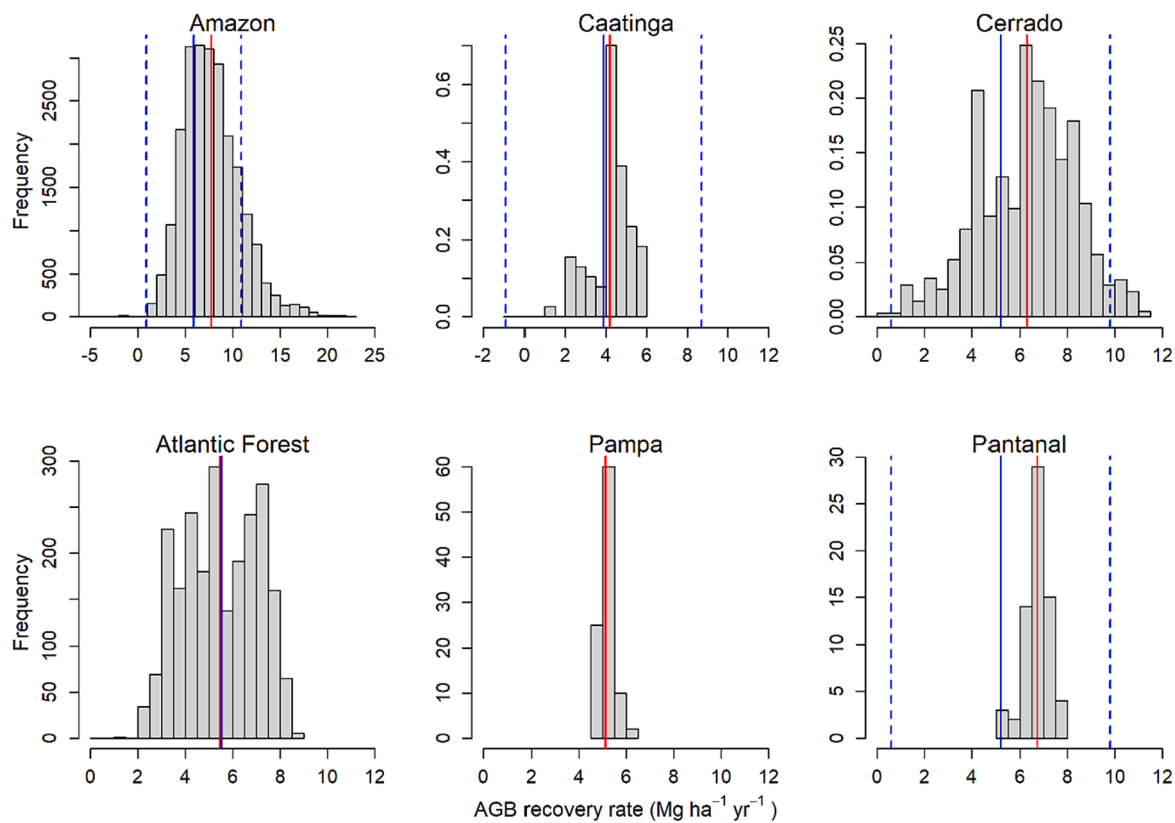 Amazon Caatinga Cerrado
Frequency
0 500 1500 2500
-5 0 5 10 15 20 25
0.0 0.2 0.4 0.6
-2 0 2 4 6 8 10 12
0.00 0.05 0.10 0.15 0.20 0.25
0 2 4 6 8 10 12
Atlantic Forest Pampa Pantanal
Frequency
0 50 100 200 300
0 2 4 6 8 10 12
0 10 20 30 40 50 60
0 2 4 6 8 10 12
0 5 10 15 20 25 30
0 2 4 6 8 10 12
AGB recovery rate (Mg ha⁻¹ yr⁻¹ )